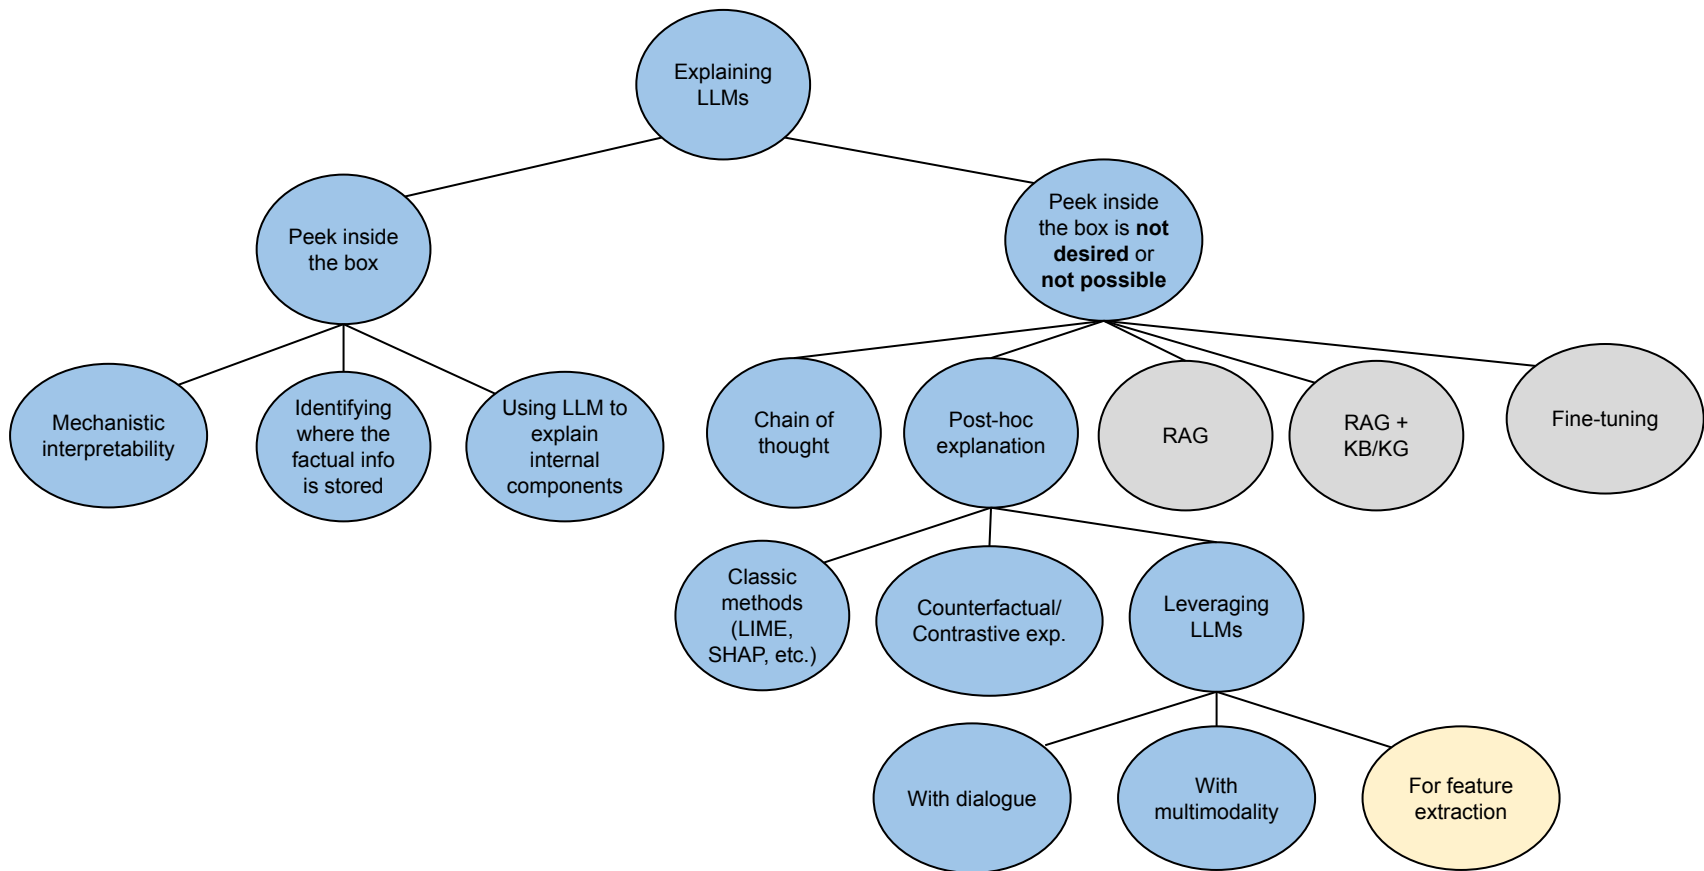 Explaining
LLMs
Peek inside
the box
Peek inside
the box is not
desired or
not possible
Mechanistic
interpretability
Identifying
where the
factual info
is stored
Using LLM to
explain
internal
components
Chain of
thought
Post-hoc
explanation
RAG
RAG +
KB/KG
Fine-tuning
Classic
methods
(LIME,
SHAP, etc.)
Counterfactual/
Contrastive exp.
Leveraging
LLMs
With dialogue
With
multimodality
For feature
extraction